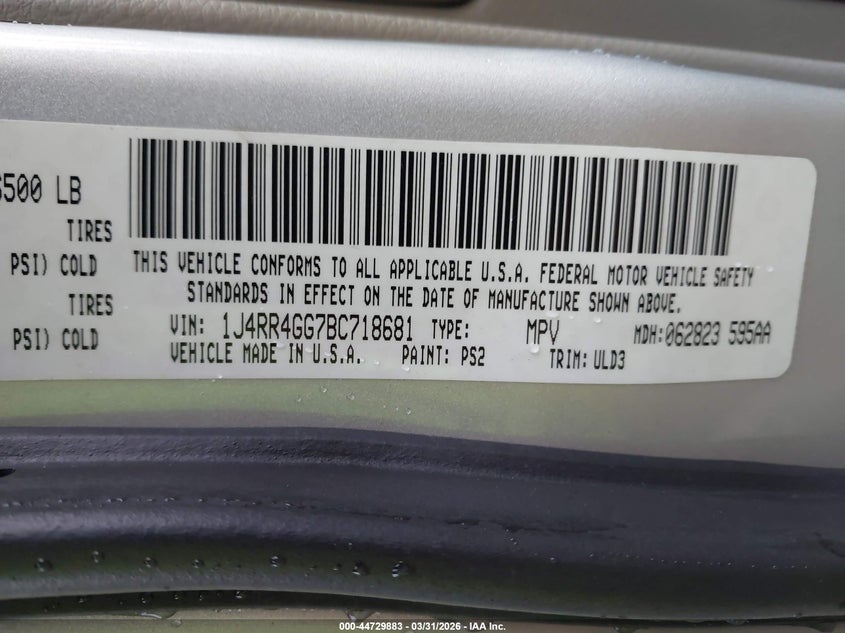 6500 LB
TIRES
PSI) COLD
TIRES
PSI) COLD
THIS VEHICLE CONFORMS TO ALL APPLICABLE U.S.A. FEDERAL MOTOR VEHICLE SAFETY
STANDARDS IN EFFECT ON THE DATE OF MANUFACTURE SHOWN ABOVE.
VIN: 1J4RR4GG7BC718681 TYPE: MPV MDH:062823 595AA
VEHICLE MADE IN U.S.A. PAINT: PS2 TRIM: ULD3
000-44729883 — 03/31/2026 — IAA Inc.